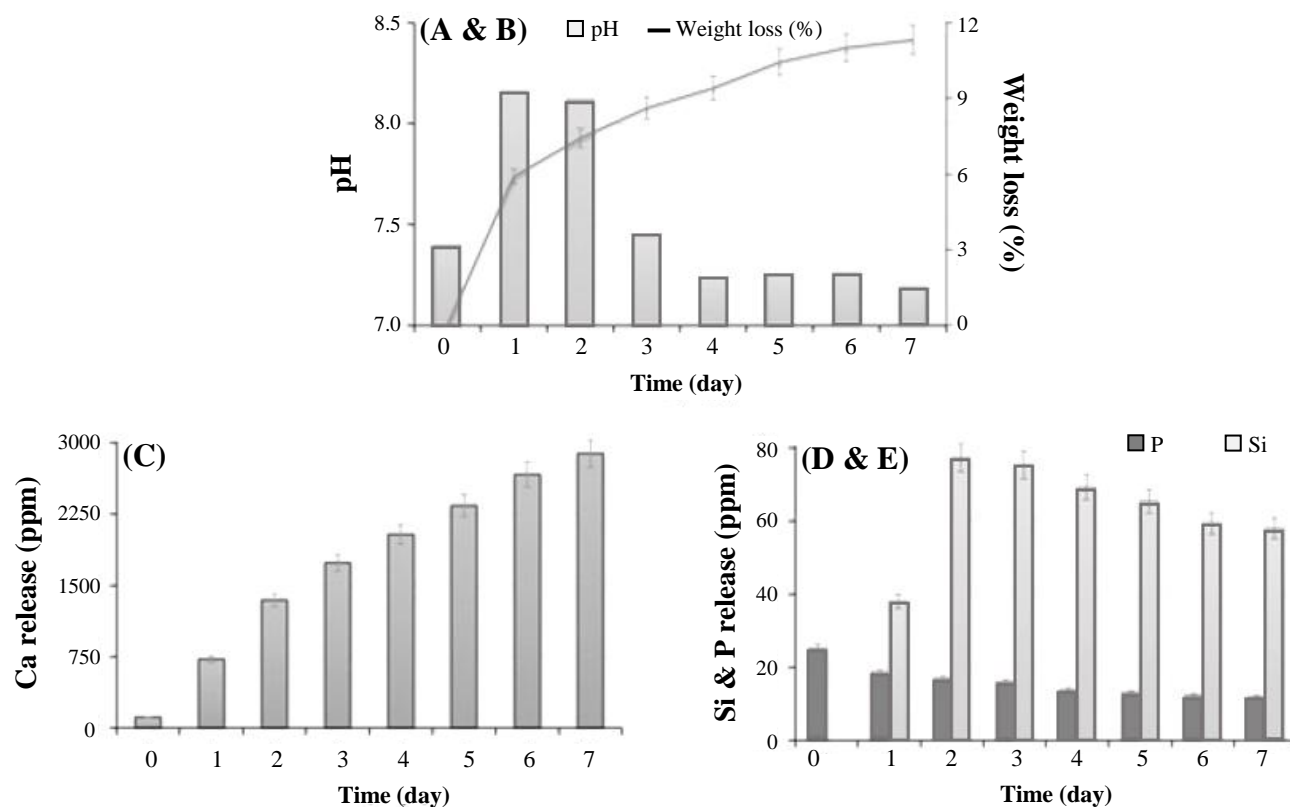 (A & B) pH Weight loss (%)
8.5
8.0
7.5
7.0
pH
12
9
6
3
0
Weight loss (%)
0 1 2 3 4 5 6 7
Time (day)
(C)
3000
2250
1500
750
0
Ca release (ppm)
0 1 2 3 4 5 6 7
Time (day)
(D & E) P Si
80
60
40
20
0
Si & P release (ppm)
0 1 2 3 4 5 6 7
Time (day)